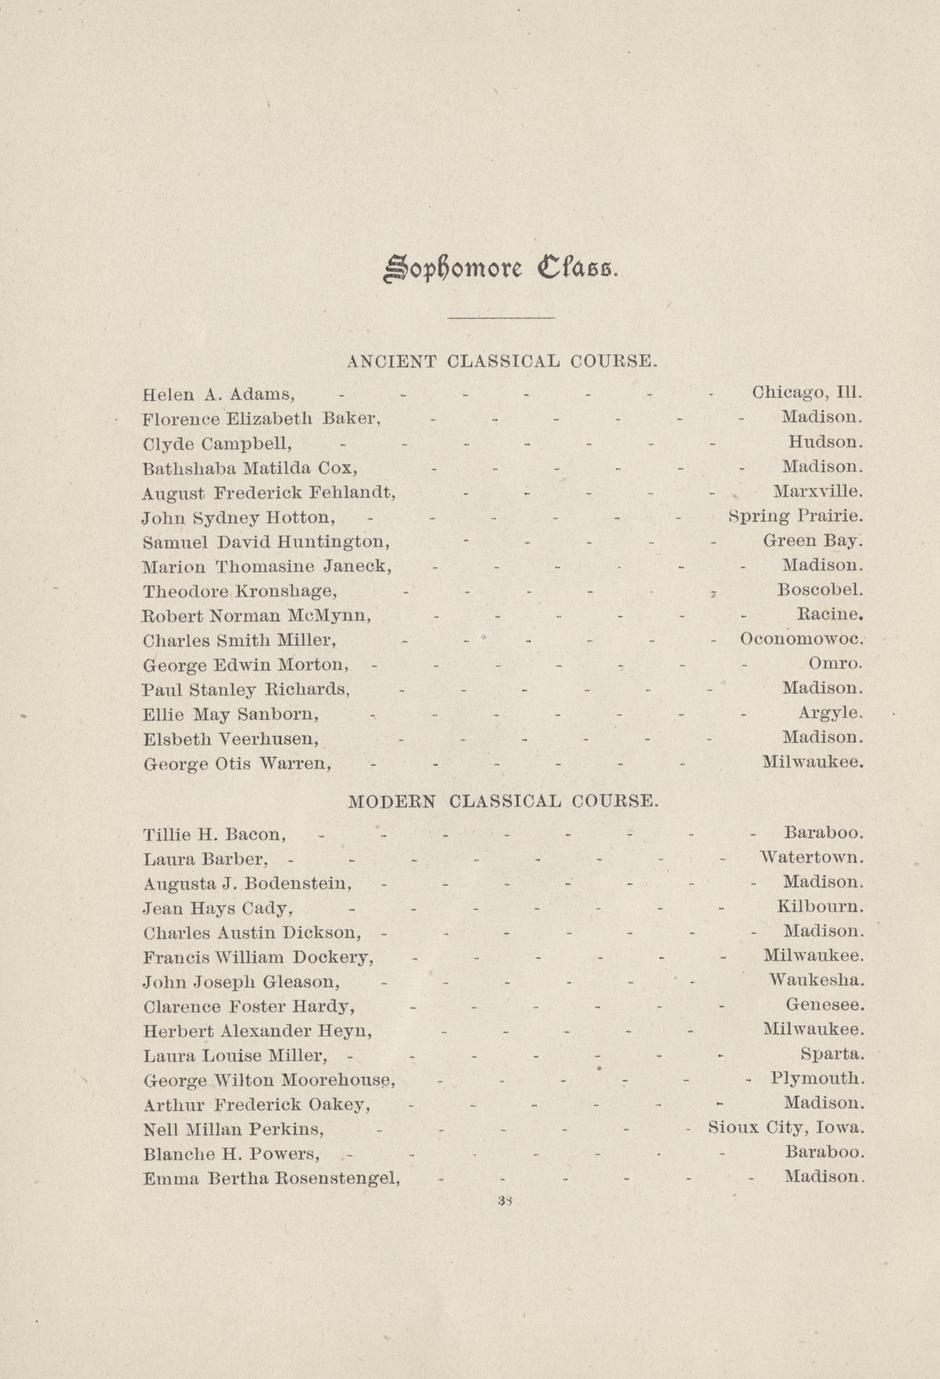 Sophomore Class.
ANCIENT CLASSICAL COURSE.
Helen A. Adams, - - - - - - - Chicago, Ill.
Florence Elizabeth Baker, - - - - - - Madison.
Clyde Campbell, - - - - - - - Hudson.
Bathshaba Matilda Cox, - - - - - - Madison.
August Frederick Fehlandt, - - - - - Marxville.
John Sydney Hotton, - - - - - - Spring Prairie.
Samuel David Huntington, - - - - - Green Bay.
Marion Thomasine Janeck, - - - - - - Madison.
Theodore Kronshage, - - - - - - Boscobel.
Robert Norman McMynn, - - - - - - Racine.
Charles Smith Miller, - - - - - - Oconomowoc.
George Edwin Morton, - - - - - - - Omro.
Paul Stanley Richards, - - - - - - Madison.
Ellie May Sanborn, - - - - - - - Argyle.
Elsbeth Veerhusen, - - - - - - Madison.
George Otis Warren, - - - - - - Milwaukee.
MODERN CLASSICAL COURSE.
Tillie H. Bacon, - - - - - - - - Baraboo.
Laura Barber, - - - - - - - - Watertown.
Augusta J. Bodenstein, - - - - - - - Madison.
Jean Hays Cady, - - - - - - - Kilbourn.
Charles Austin Dickson, - - - - - - - Madison.
Francis William Dockery, - - - - - - Milwaukee.
John Joseph Gleason, - - - - - - Waukesha.
Clarence Foster Hardy, - - - - - - Genesee.
Herbert Alexander Heyn, - - - - - Milwaukee.
Laura Louise Miller, - - - - - - - Sparta.
George Wilton Moorehouse, - - - - - - Plymouth.
Arthur Frederick Oakey, - - - - - - Madison.
Nell Millan Perkins, - - - - - - Sioux City, Iowa.
Blanche H. Powers, - - - - - - - Baraboo.
Emma Bertha Rosenstengel, - - - - - - Madison.
38